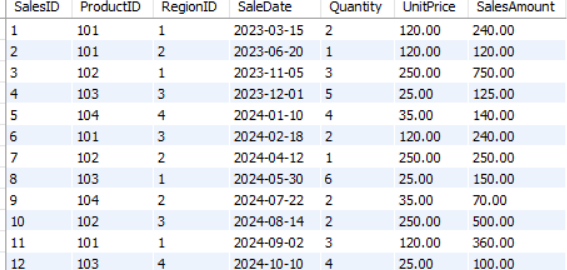 SalesID ProductID RegionID SaleDate Quantity UnitPrice SalesAmount
1 101 1 2023-03-15 2 120.00 240.00
2 101 2 2023-06-20 1 120.00 120.00
3 102 1 2023-11-05 3 250.00 750.00
4 103 3 2023-12-01 5 25.00 125.00
5 104 4 2024-01-10 4 35.00 140.00
6 101 3 2024-02-18 2 120.00 240.00
7 102 2 2024-04-12 1 250.00 250.00
8 103 1 2024-05-30 6 25.00 150.00
9 104 2 2024-07-22 2 35.00 70.00
10 102 3 2024-08-14 2 250.00 500.00
11 101 1 2024-09-02 3 120.00 360.00
12 103 4 2024-10-10 4 25.00 100.00